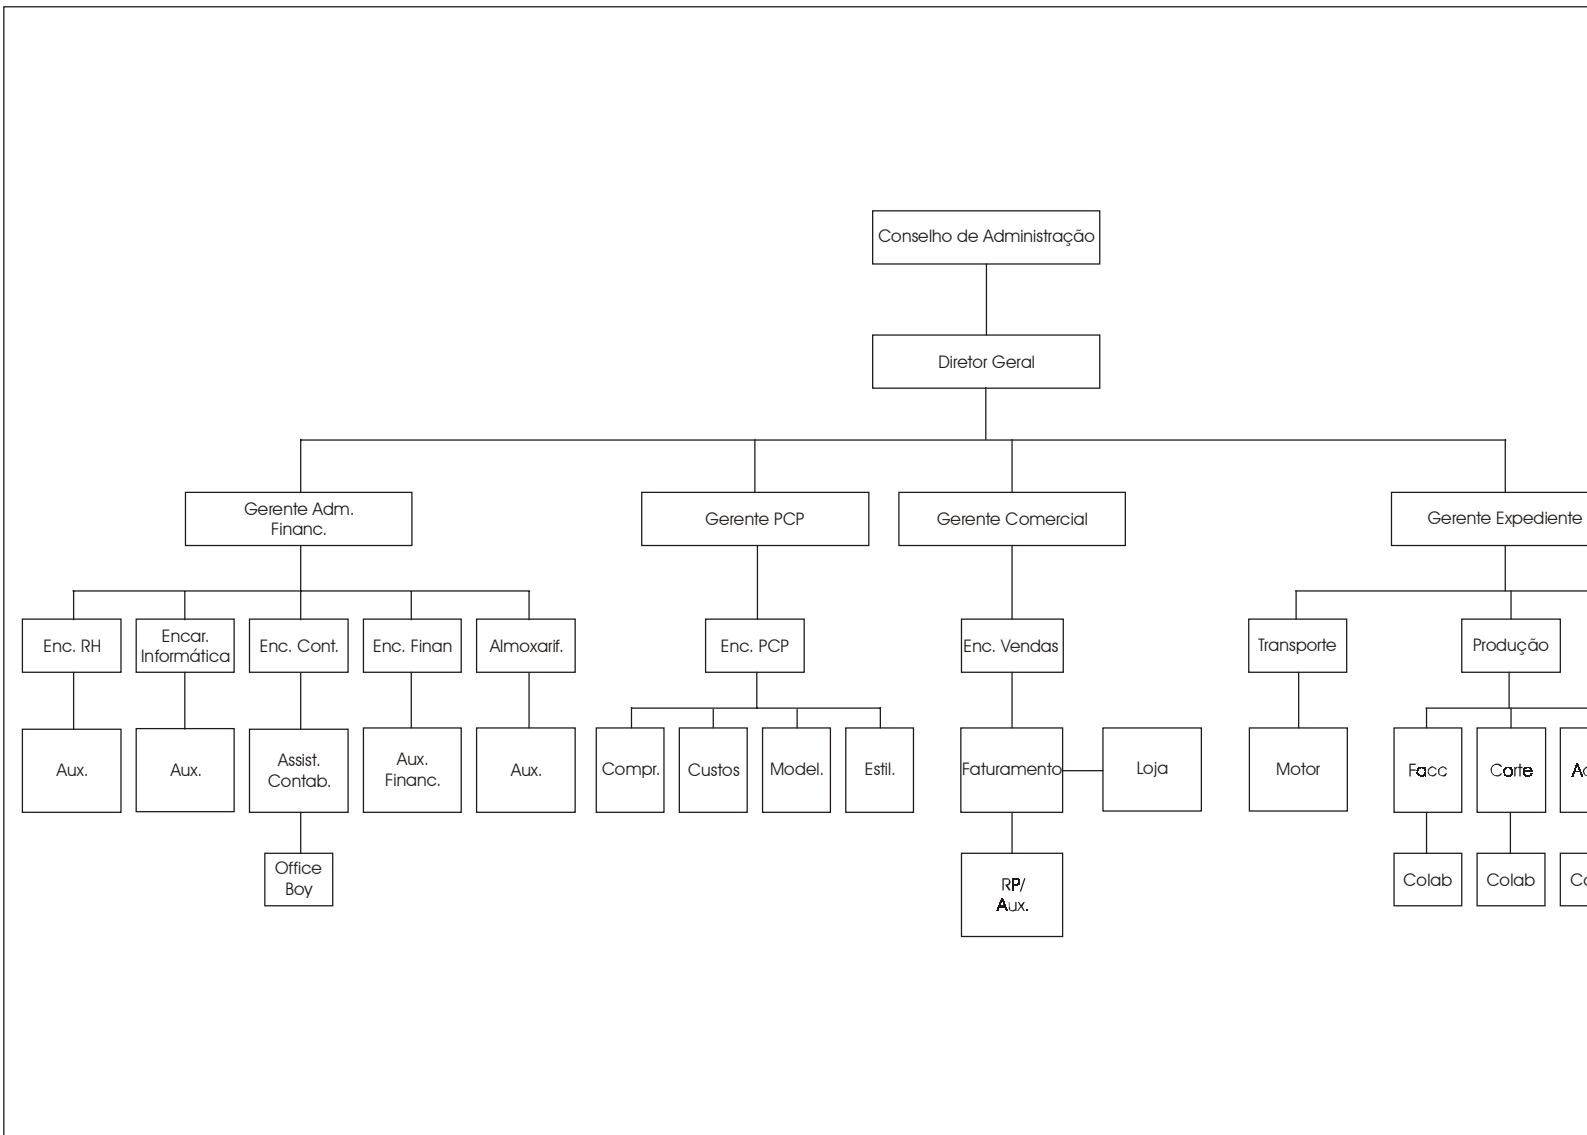 Conselho de Administração
Diretor Geral
Gerente Adm.
Financ.
Gerente PCP
Gerente Comercial
Gerente Expediente
Enc. RH
Encar.
Informática
Enc. Cont.
Enc. Finan
Almoxarif.
Enc. PCP
Enc. Vendas
Transporte
Produção
Aux.
Aux.
Assist.
Contab.
Aux.
Financ.
Aux.
Compr.
Custos
Model.
Estil.
Faturamento
Loja
Motor
Facc
Corte
Office
Boy
RP/
Aux.
Colab
Colab